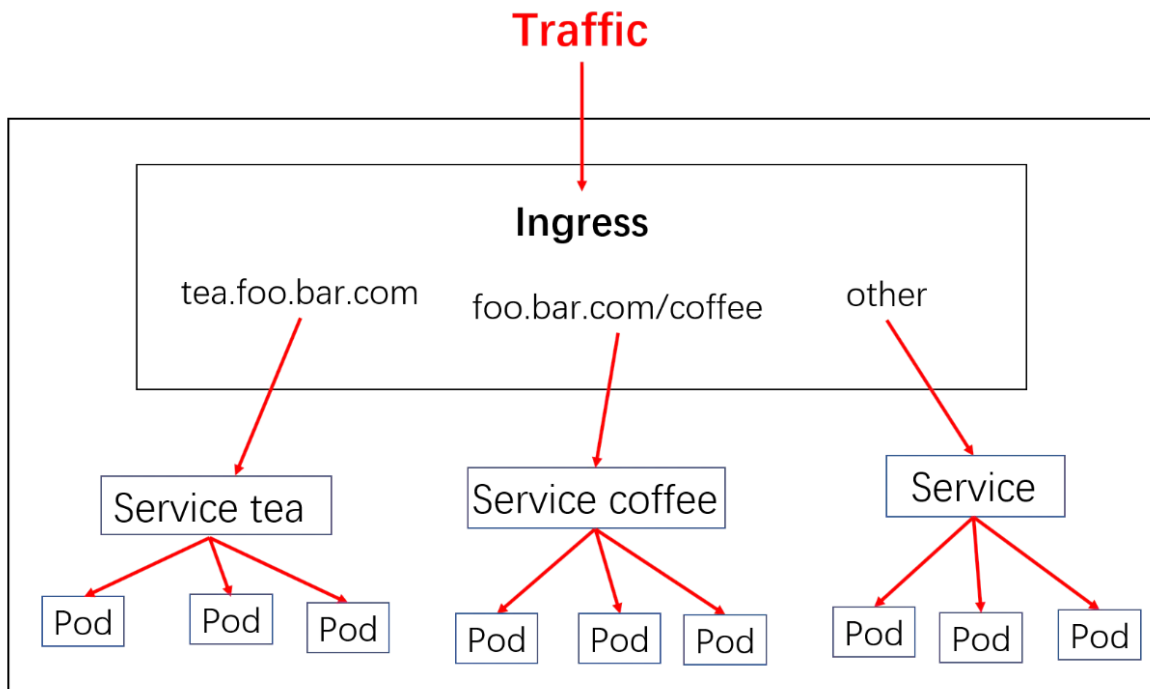 Traffic
Ingress
tea.foo.bar.com
foo.bar.com/coffee
other
Service tea
Service coffee
Service
Pod
Pod
Pod
Pod
Pod
Pod
Pod
Pod
Pod